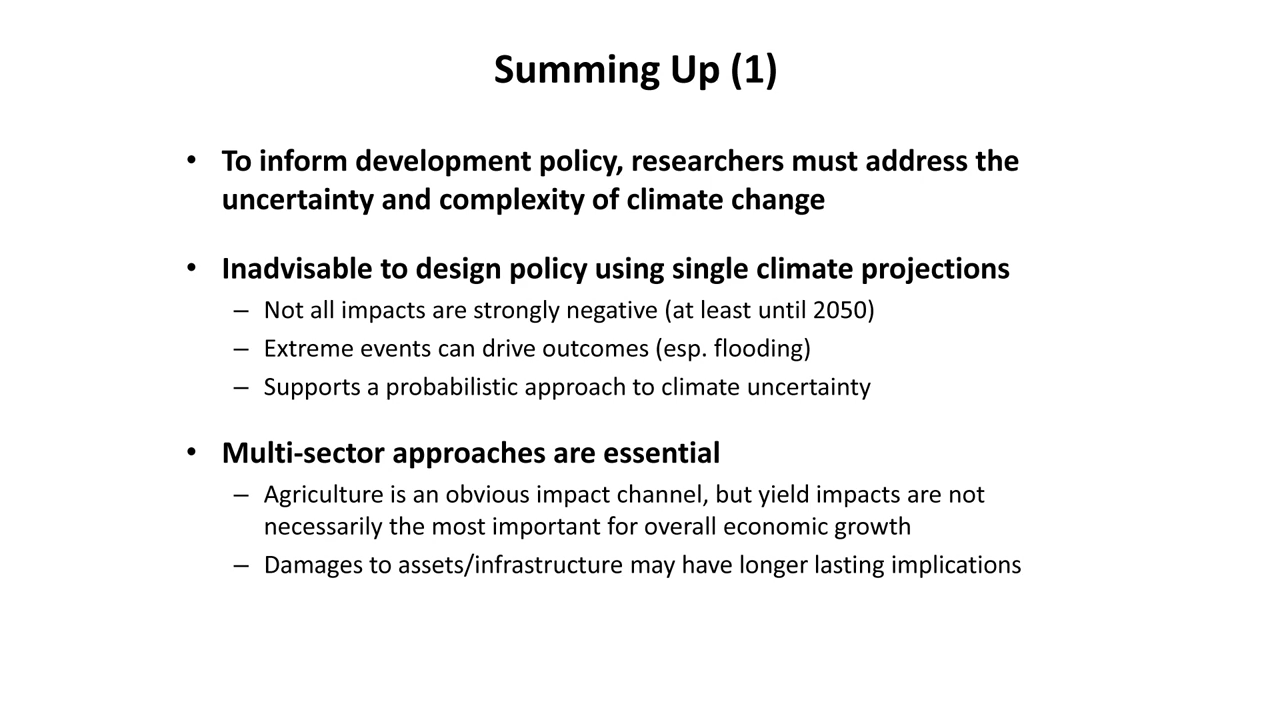 Summing Up (1)
• To inform development policy, researchers must address the
uncertainty and complexity of climate change
• Inadvisable to design policy using single climate projections
– Not all impacts are strongly negative (at least until 2050)
– Extreme events can drive outcomes (esp. flooding)
– Supports a probabilistic approach to climate uncertainty
• Multi-sector approaches are essential
– Agriculture is an obvious impact channel, but yield impacts are not
necessarily the most important for overall economic growth
– Damages to assets/infrastructure may have longer lasting implications